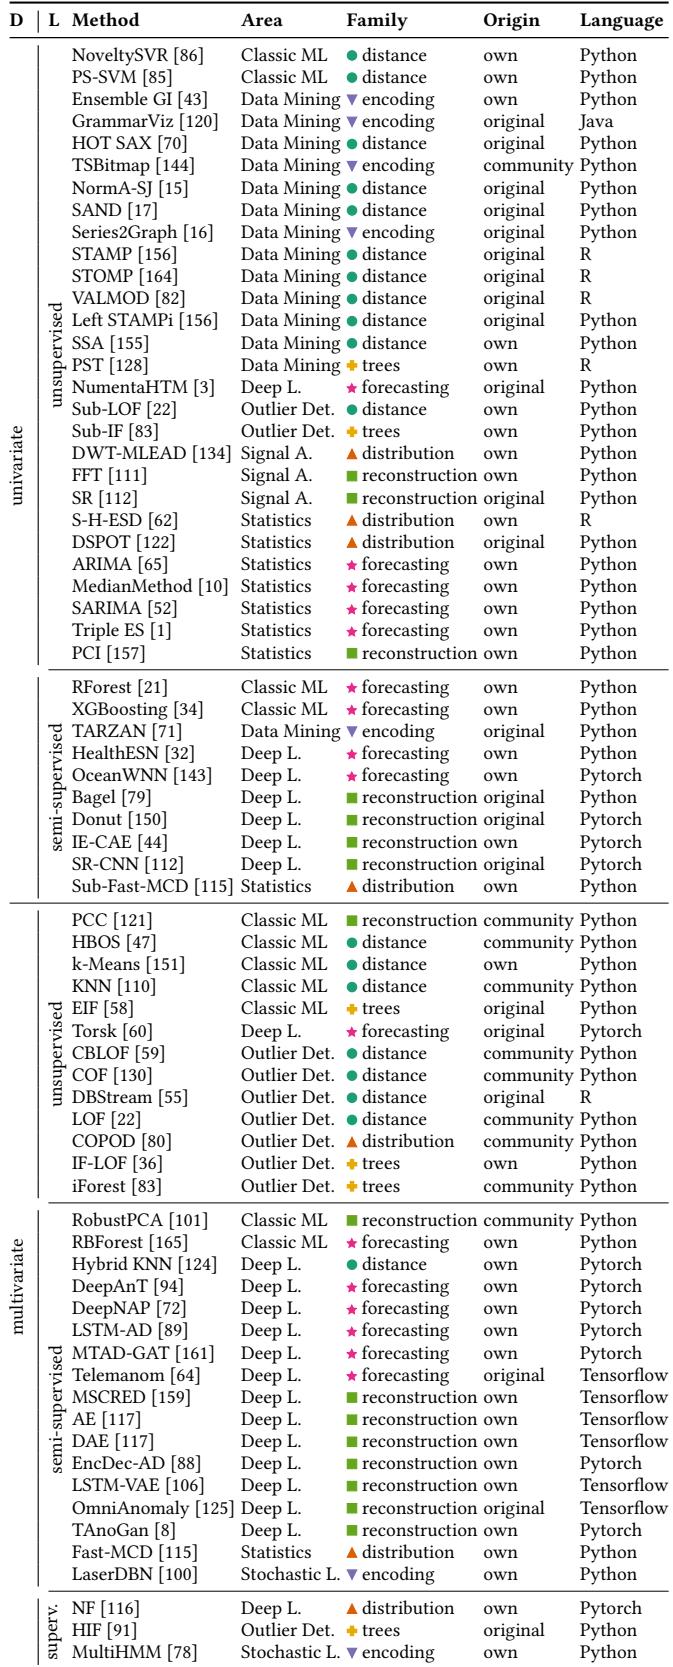 D L Method Area Family Origin Language
univariate
unsupervised
NoveltySVR [86] Classic ML distance own Python
PS-SVM [85] Classic ML distance own Python
Ensemble GI [43] Data Mining encoding own Python
GrammarViz [120] Data Mining encoding original Java
HOT SAX [70] Data Mining distance original Python
TSBitmap [144] Data Mining encoding community Python
NormA-SJ [15] Data Mining distance original Python
SAND [17] Data Mining distance original Python
Series2Graph [16] Data Mining encoding original Python
STAMP [156] Data Mining distance original R
STOMP [164] Data Mining distance original R
VALMOD [82] Data Mining distance original R
Left STAMPi [156] Data Mining distance original Python
SSA [155] Data Mining distance own Python
PST [128] Data Mining trees own R
NumentaHTM [3] Deep L. forecasting original Python
Sub-LOF [22] Outlier Det. distance own Python
Sub-IF [83] Outlier Det. trees own Python
DWT-MLEAD [134] Signal A. distribution own Python
FFT [111] Signal A. reconstruction own Python
SR [112] Signal A. reconstruction original Python
S-H-ESD [62] Statistics distribution own R
DSPOT [122] Statistics distribution original Python
ARIMA [65] Statistics forecasting own Python
MedianMethod [10] Statistics forecasting own Python
SARIMA [52] Statistics forecasting own Python
Triple ES [1] Statistics forecasting own Python
PCI [157] Statistics reconstruction own Python
semi-supervised
RForest [21] Classic ML forecasting own Python
XGBoosting [34] Classic ML forecasting own Python
TARZAN [71] Data Mining encoding original Python
HealthESN [32] Deep L. forecasting own Python
OceanWNN [143] Deep L. forecasting own Pytorch
Bagel [79] Deep L. reconstruction original Python
Donut [150] Deep L. reconstruction original Pytorch
IE-CAE [44] Deep L. reconstruction own Pytorch
SR-CNN [112] Deep L. reconstruction original Pytorch
Sub-Fast-MCD [115] Statistics distribution own Python
multivariate
unsupervised
PCC [121] Classic ML reconstruction community Python
HBOS [47] Classic ML distance community Python
k-Means [151] Classic ML distance own Python
KNN [110] Classic ML distance community Python
EIF [58] Classic ML trees original Python
Torsk [60] Deep L. forecasting original Pytorch
CBLOF [59] Outlier Det. distance community Python
COF [130] Outlier Det. distance community Python
DBStream [55] Outlier Det. distance original R
LOF [22] Outlier Det. distance community Python
COPOD [80] Outlier Det. distribution community Python
IF-LOF [36] Outlier Det. trees own Python
iForest [83] Outlier Det. trees community Python
semi-supervised
RobustPCA [101] Classic ML reconstruction community Python
RBForest [165] Classic ML forecasting own Python
Hybrid KNN [124] Deep L. distance own Pytorch
DeepAnT [94] Deep L. forecasting own Pytorch
DeepNAP [72] Deep L. forecasting own Pytorch
LSTM-AD [89] Deep L. forecasting own Pytorch
MTAD-GAT [161] Deep L. forecasting own Pytorch
Telemanom [64] Deep L. forecasting original Tensorflow
MSCRED [159] Deep L. reconstruction own Tensorflow
AE [117] Deep L. reconstruction own Tensorflow
DAE [117] Deep L. reconstruction own Tensorflow
EncDec-AD [88] Deep L. reconstruction own Pytorch
LSTM-VAE [106] Deep L. reconstruction own Tensorflow
OmniAnomaly [125] Deep L. reconstruction original Tensorflow
TAnoGan [8] Deep L. reconstruction own Pytorch
Fast-MCD [115] Statistics distribution own Python
LaserDBN [100] Stochastic L. encoding own Python
superv.
NF [116] Deep L. distribution own Pytorch
HIF [91] Outlier Det. trees original Python
MultiHMM [78] Stochastic L. encoding own Python